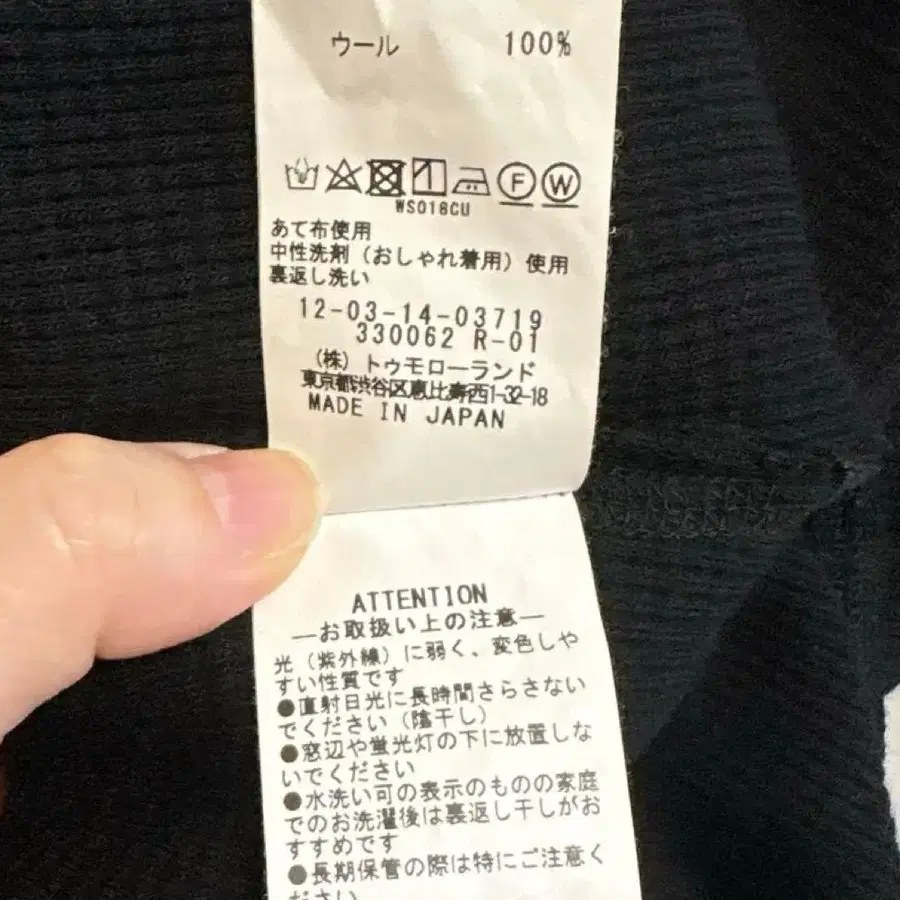 ウール 100%
F W
WS018CU
あて布使用
中性洗剤（おしゃれ着用）使用
裏返し洗い
12-03-14-03719
330062 R-01
（株）トゥモローランド
東京都渋谷区恵比寿西1-32-18
MADE IN JAPAN
ATTENTION
―お取扱い上の注意―
光（紫外線）に弱く、変色しや
すい性質です
●直射日光に長時間さらさない
でください（陰干し）
●窓辺や蛍光灯の下に放置しな
いでください
●水洗い可の表示のものの家庭
でのお洗濯後は裏返し干しがお
すすめです
●長期保管の際は特にご注意く
ださい